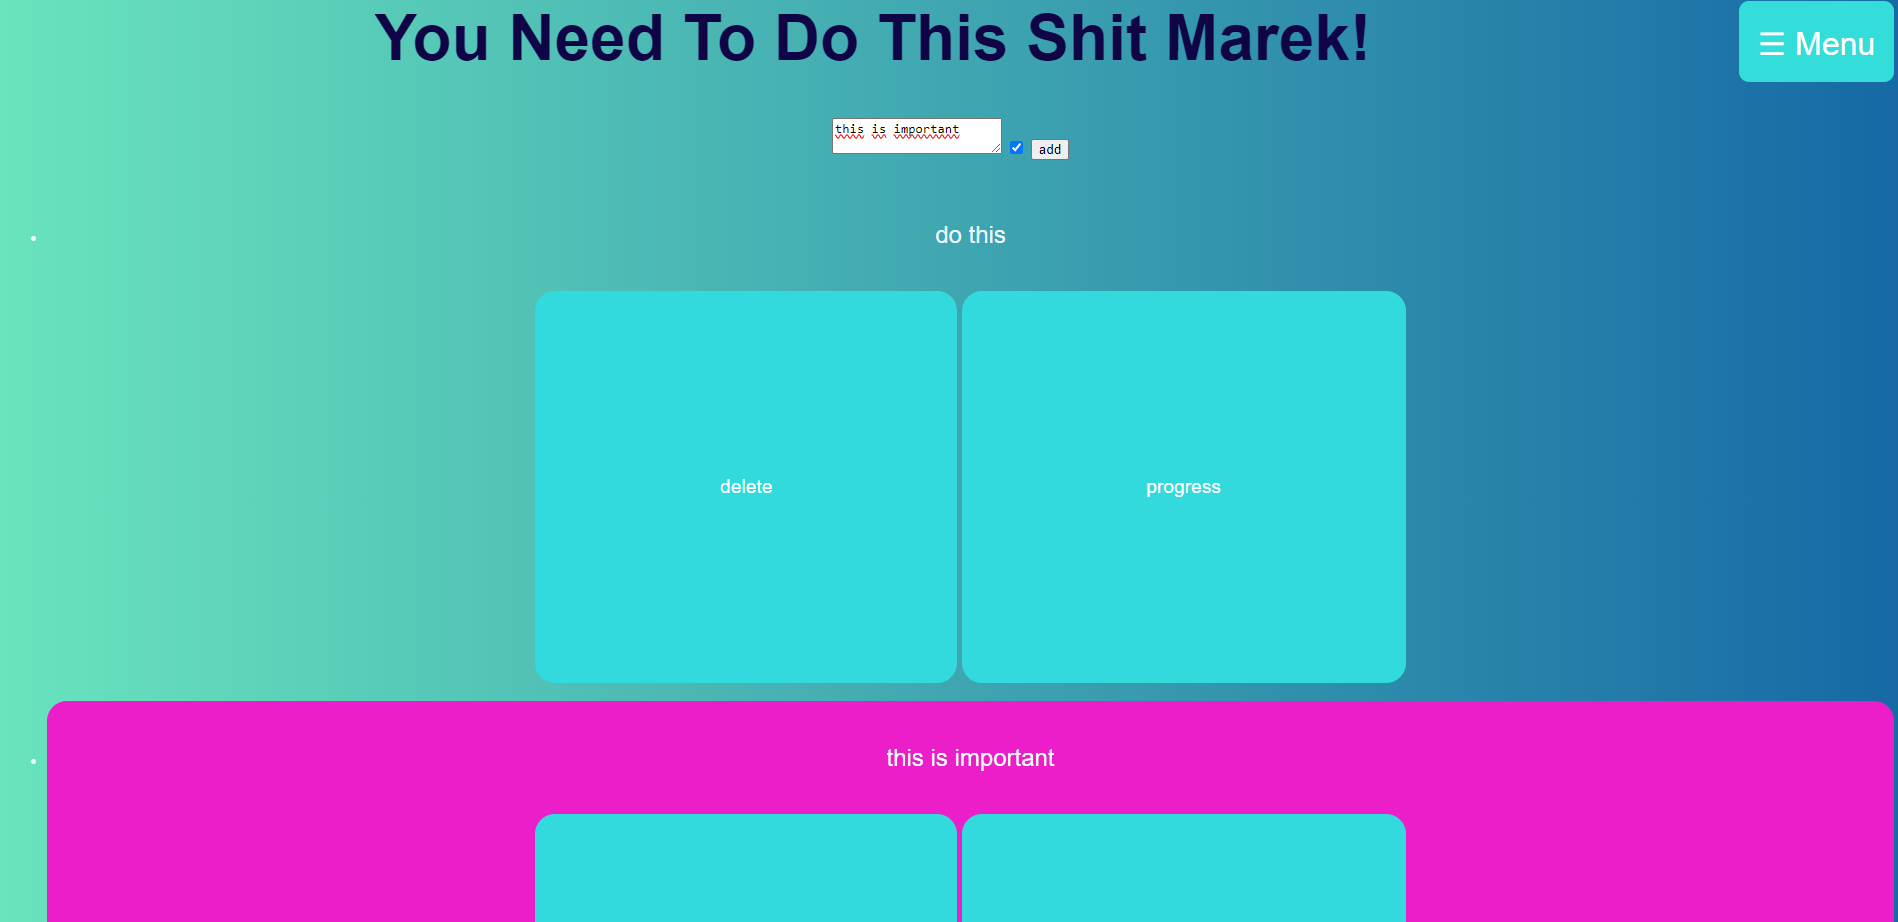 You Need To Do This Shit Marek!
☰ Menu
this is important
add
do this
delete
progress
this is important